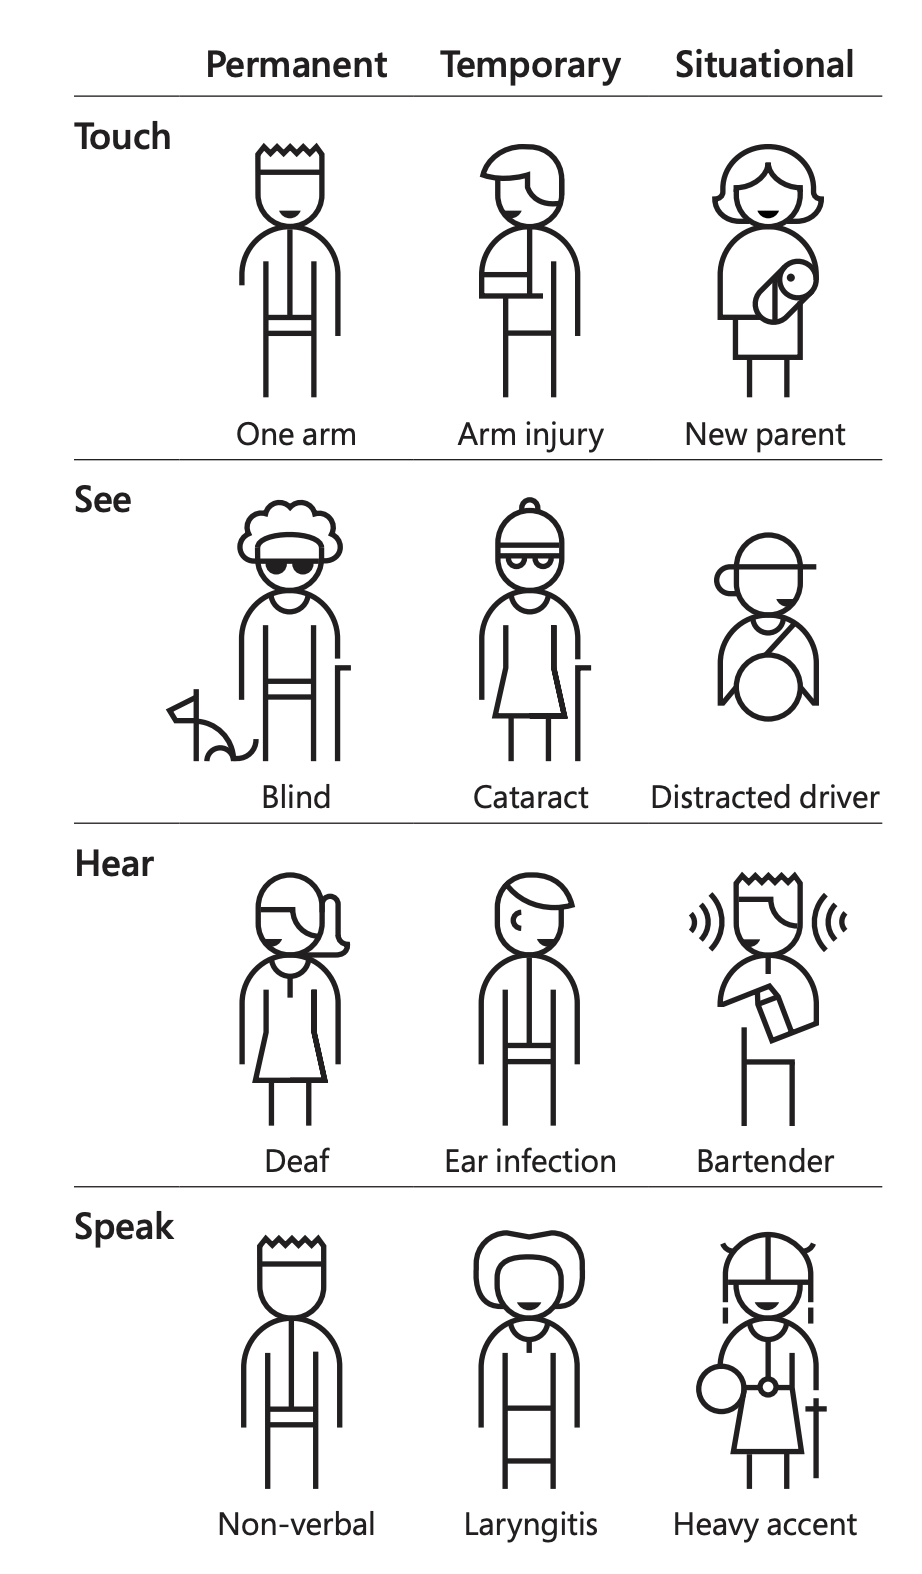 Permanent Temporary Situational
Touch
One arm Arm injury New parent
See
Blind Cataract Distracted driver
Hear
Deaf Ear infection Bartender
Speak
Non-verbal Laryngitis Heavy accent